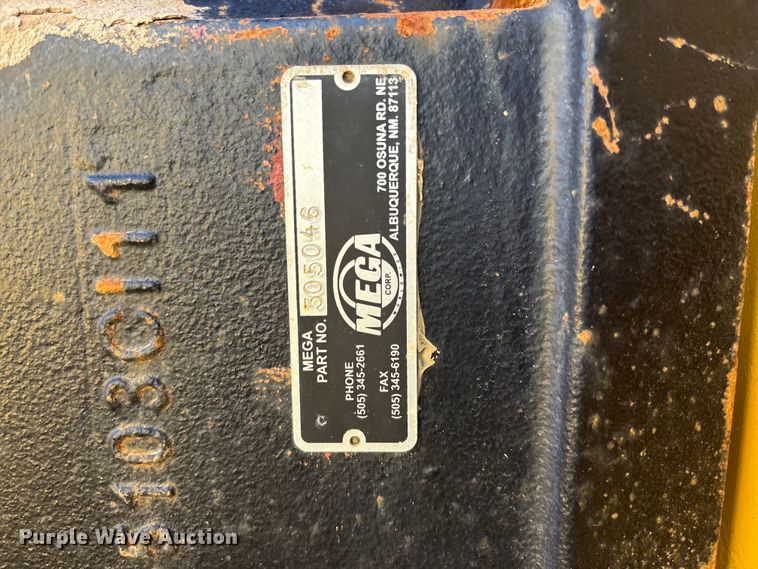 MEGA
PART NO. 305046
MEGA
CORP.
PHONE
(505) 345-2661
FAX
(505) 345-6190
700 OSUNA RD. NE.
ALBUQUERQUE, NM. 87113
Purple Wave Auction